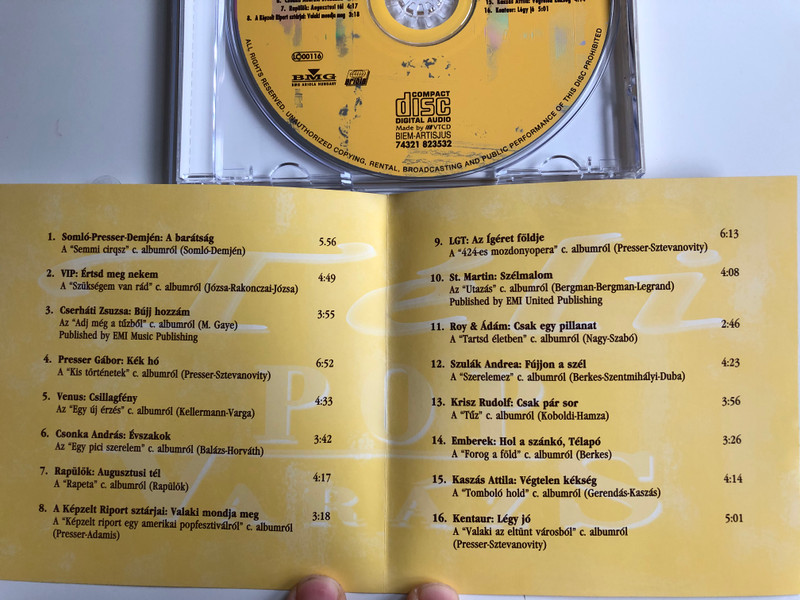 7. Rapülők: Augusztusi tél 4:17
8. A Képzelt Riport sztárjai: Valaki mondja meg 3:18
16. Kentaur: Légy jó 5:01
LC00116
BMG
BMG ARIOLA HUNGARY
COMPACT
disc
DIGITAL AUDIO
Made by VTCD
BIEM-ARTISJUS
74321 823532
ALL RIGHTS RESERVED. UNAUTHORIZED COPYING, RENTAL, BROADCASTING AND PUBLIC PERFORMANCE OF THIS DISC PROHIBITED
1. Somló-Presser-Demjén: A barátság 5.56
A "Semmi cirqsz" c. albumról (Somló-Demjén)
2. VIP: Értsd meg nekem 4:49
A "Szükségem van rád" c. albumról (Józsa-Rakonczai-Józsa)
3. Cserháti Zsuzsa: Bújj hozzám 3:55
Az "Adj még a tűzből" c. albumról (M. Gaye)
Published by EMI Music Publishing
4. Presser Gábor: Kék hó 6:52
A "Kis történetek" c. albumról (Presser-Sztevanovity)
5. Venus: Csillagfény 4:33
Az "Egy új érzés" c. albumról (Kellermann-Varga)
6. Csonka András: Évszakok 3:42
Az "Egy pici szerelem" c. albumról (Balázs-Horváth)
7. Rapülők: Augusztusi tél 4:17
A "Rapeta" c. albumról (Rapülők)
8. A Képzelt Riport sztárjai: Valaki mondja meg 3:18
A "Képzelt riport egy amerikai popfesztiválról" c. albumról
(Presser-Adamis)
9. LGT: Az Ígéret földje 6:13
A "424-es mozdonyopera" c. albumról (Presser-Sztevanovity)
10. St. Martin: Szélmalom 4:08
Az "Utazás" c. albumról (Bergman-Bergman-Legrand)
Published by EMI United Publishing
11. Roy & Ádám: Csak egy pillanat 2:46
A "Tartsd életben" c. albumról (Nagy-Szabó)
12. Szulák Andrea: Fújjon a szél 4:23
A "Szerelemez" c. albumról (Berkes-Szentmihályi-Duba)
13. Krisz Rudolf: Csak pár sor 3:56
A "Tűz" c. albumról (Koboldi-Hamza)
14. Emberek: Hol a szánkó, Télapó 3:26
A "Forog a föld" c. albumról (Berkes)
15. Kaszás Attila: Végtelen kékség 4:14
A "Tomboló hold" c. albumról (Gerendás-Kaszás)
16. Kentaur: Légy jó 5:01
A "Valaki az eltűnt városból" c. albumról
(Presser-Sztevanovity)
Téli
POP